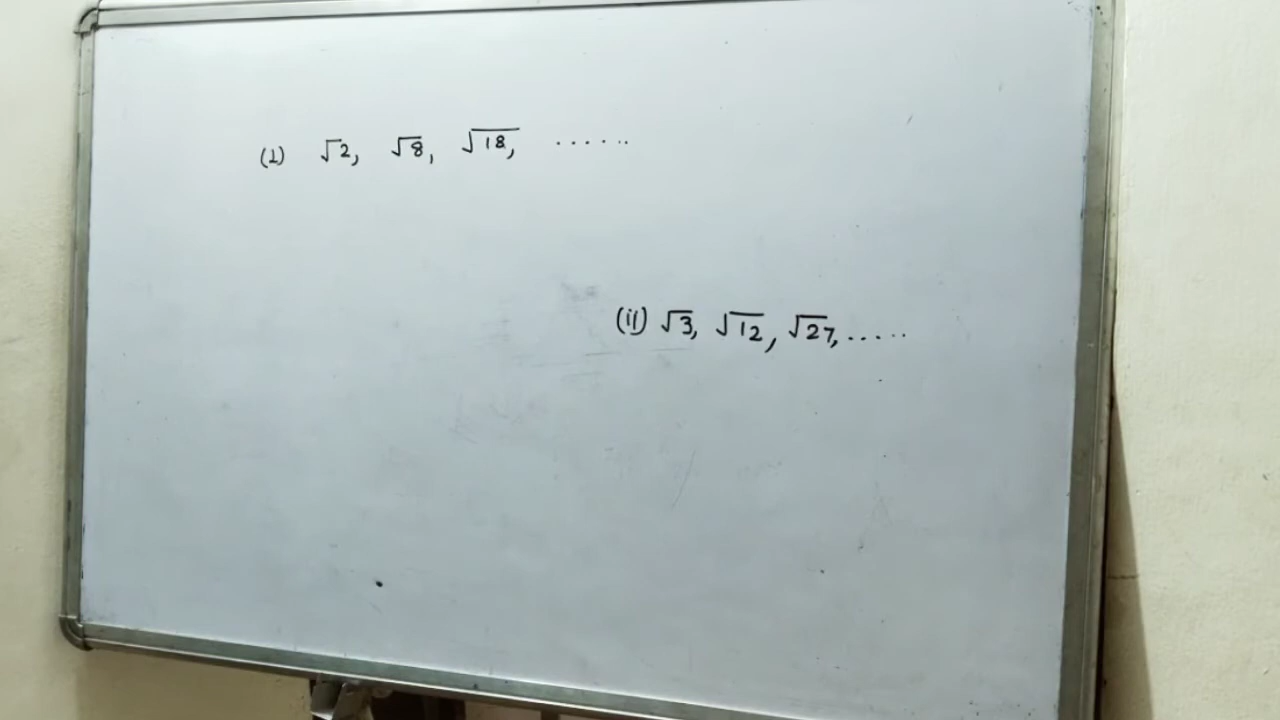 (1) √2, √8, √18, ......
(ii) √3, √12, √27, .....